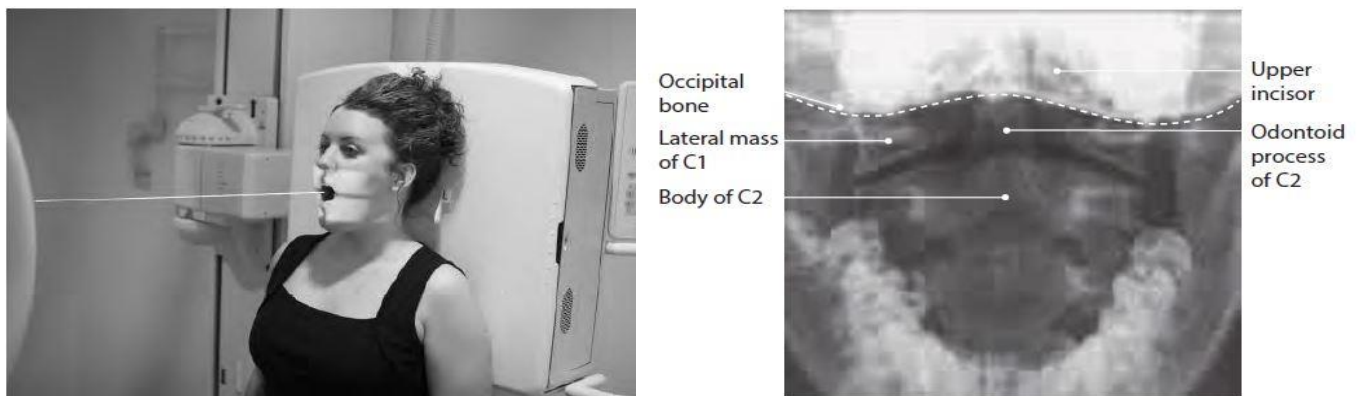 Occipital
bone
Lateral mass
of C1
Body of C2
Upper
incisor
Odontoid
process
of C2